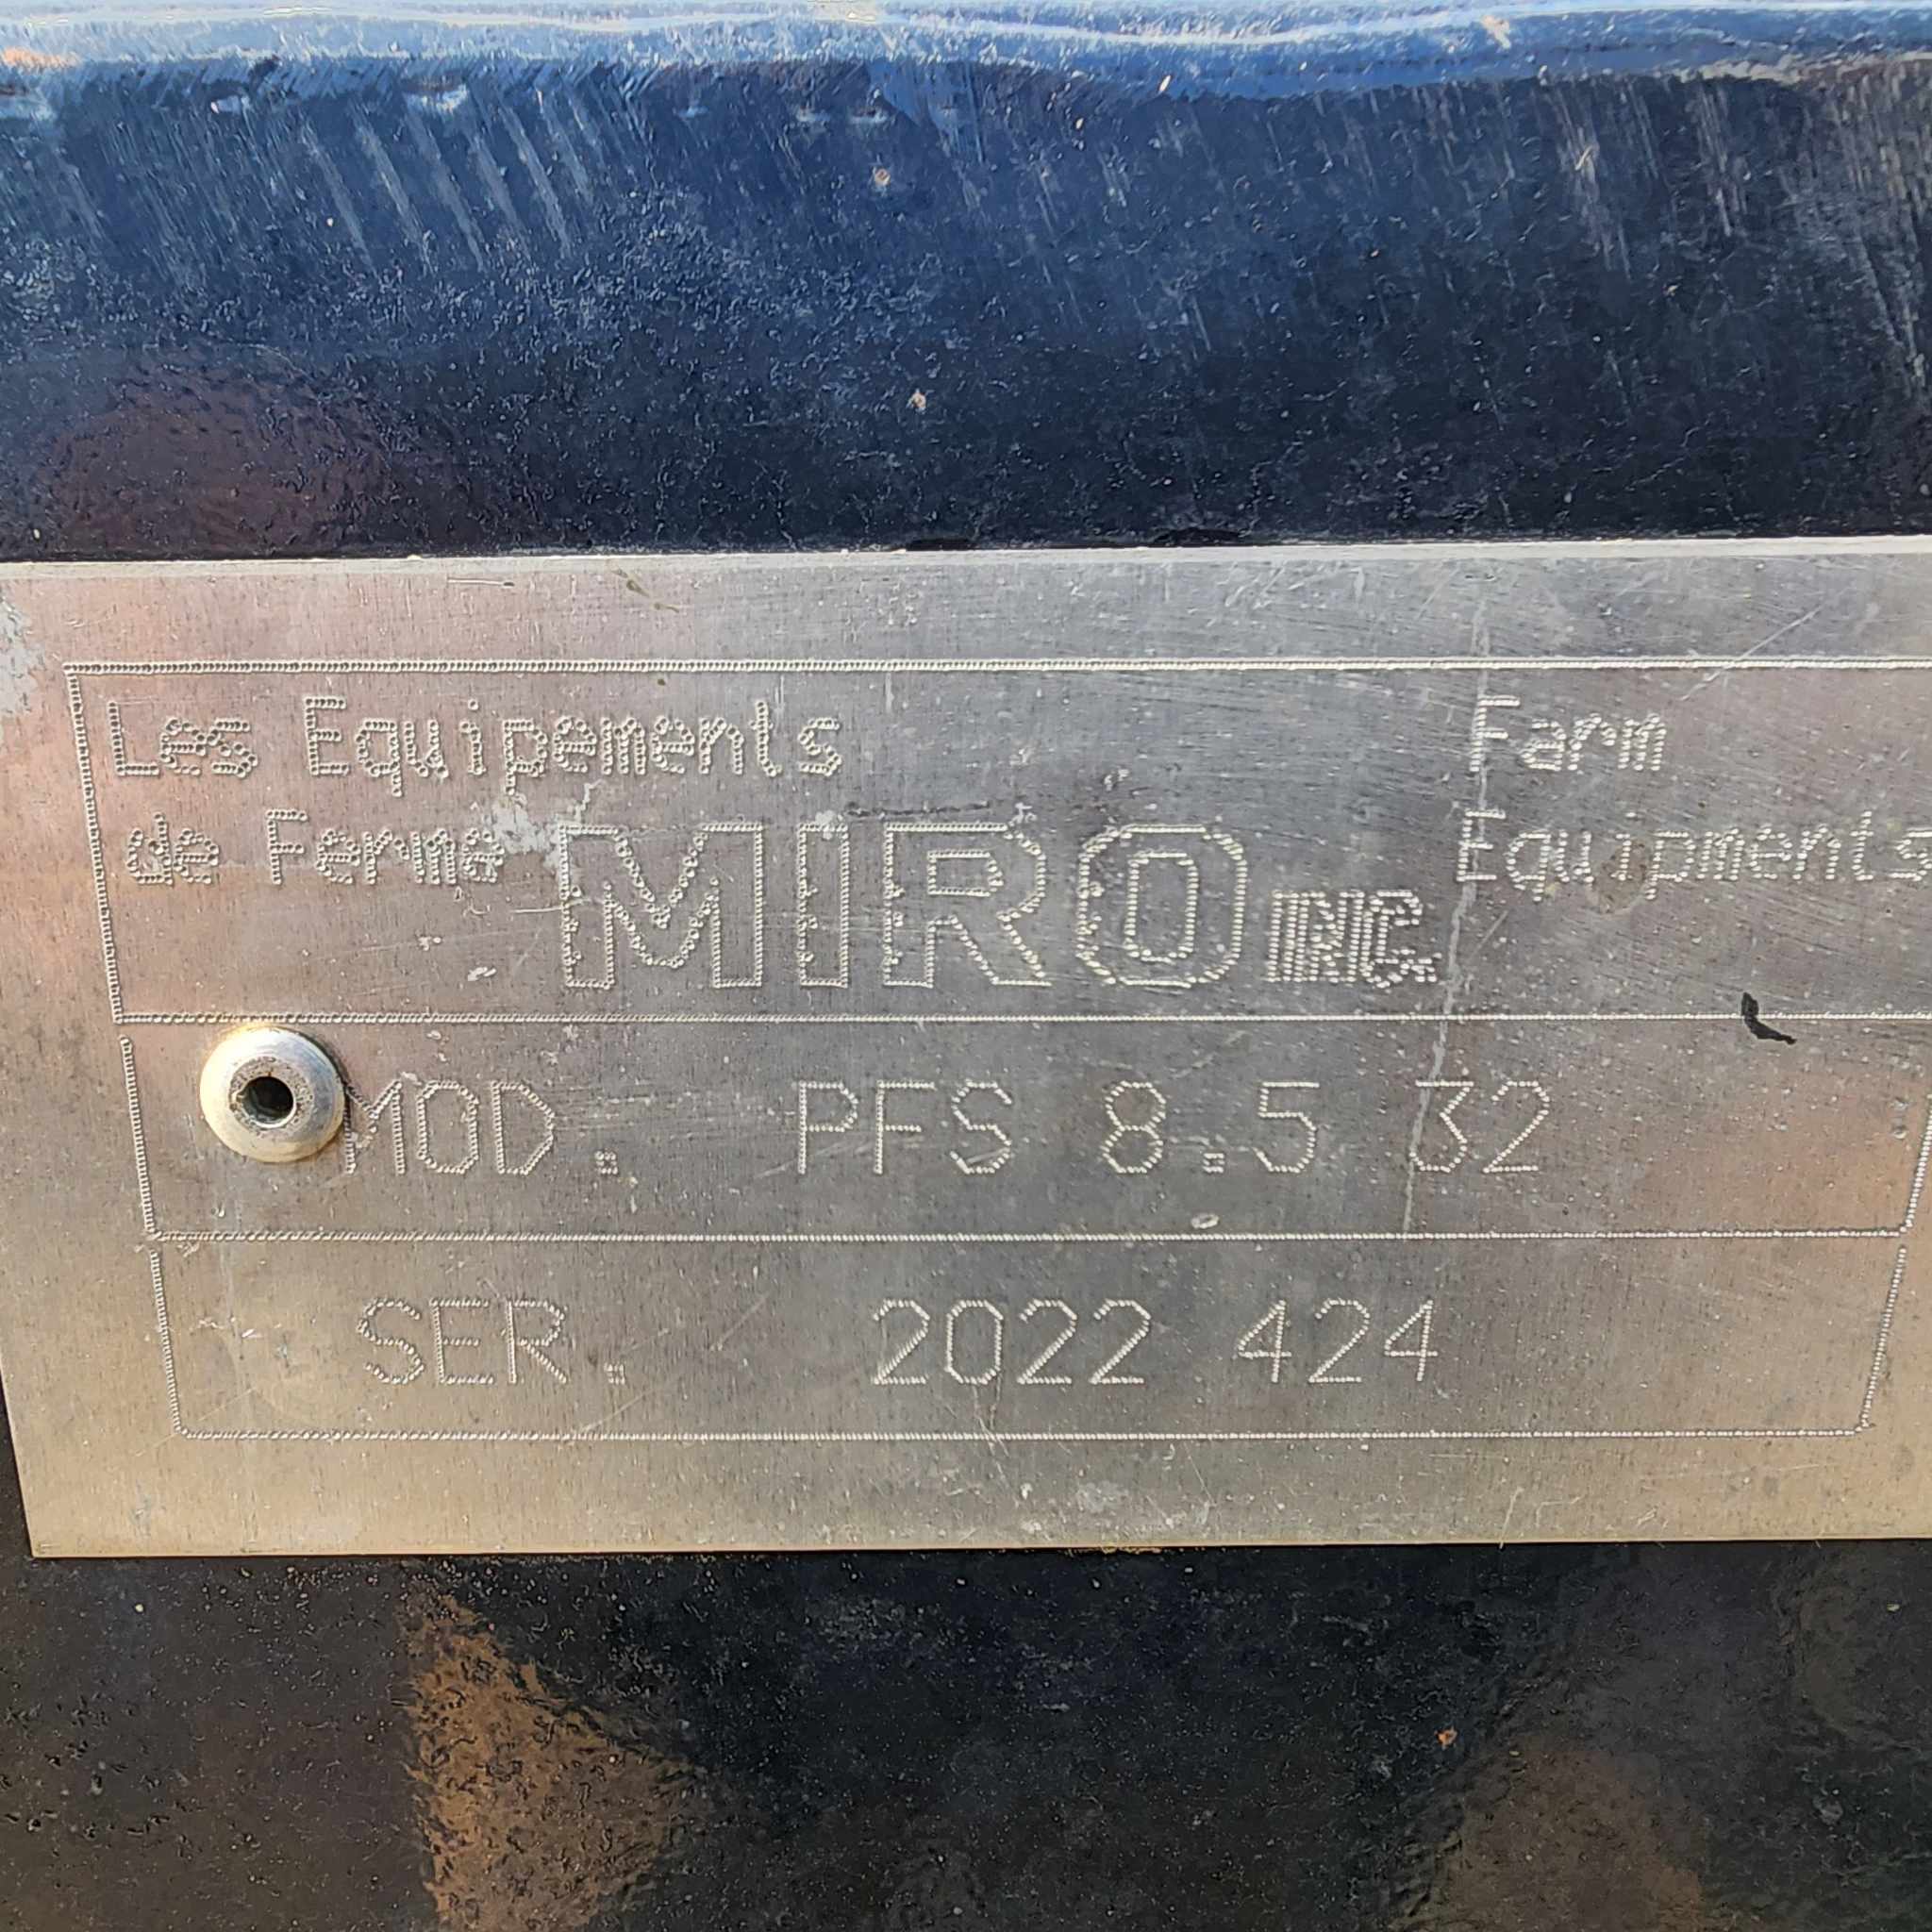 Les Equipements
de Ferme
MIRO INC.
Farm
Equipments
MOD. PFS 8.5 32
SER. 2022 424